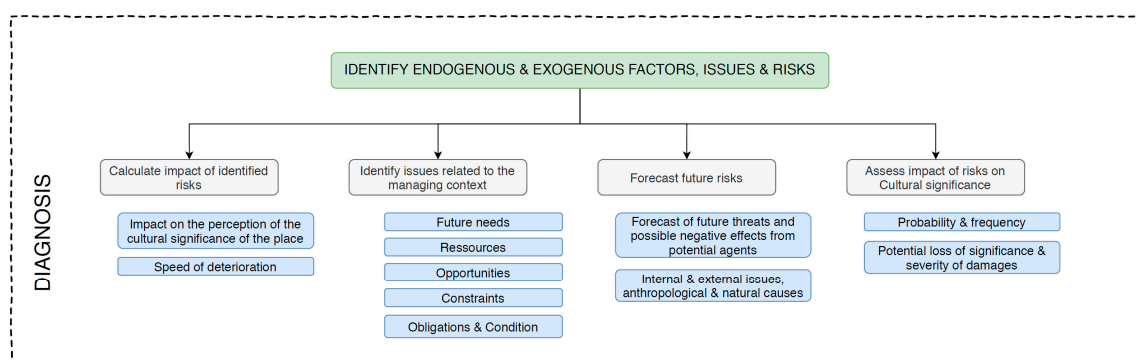 IDENTIFY ENDOGENOUS & EXOGENOUS FACTORS, ISSUES & RISKS
DIAGNOSIS
Calculate impact of identified
risks
Impact on the perception of the
cultural significance of the place
Speed of deterioration
Identify issues related to the
managing context
Future needs
Ressources
Opportunities
Constraints
Obligations & Condition
Forecast future risks
Forecast of future threats and
possible negative effects from
potential agents
Internal & external issues,
anthropological & natural causes
Assess impact of risks on
Cultural significance
Probability & frequency
Potential loss of significance &
severity of damages